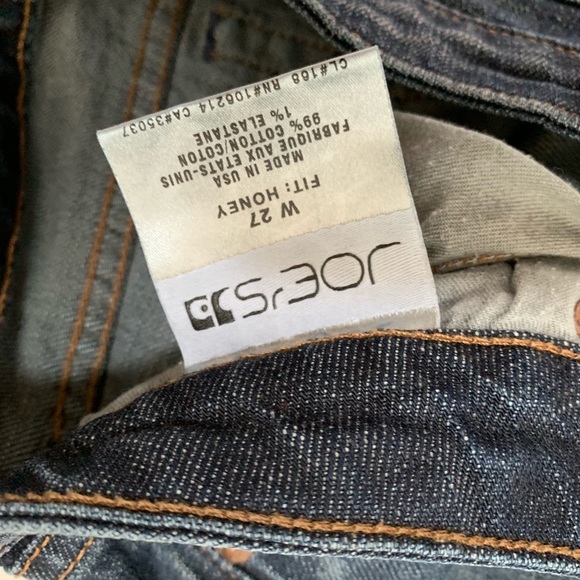 JOE'S
W 27
FIT: HONEY
MADE IN USA
FABRIQUE AUX ETATS-UNIS
99% COTTON/COTON
1% ELASTANE
CL#168 RN#106214 CA#35037